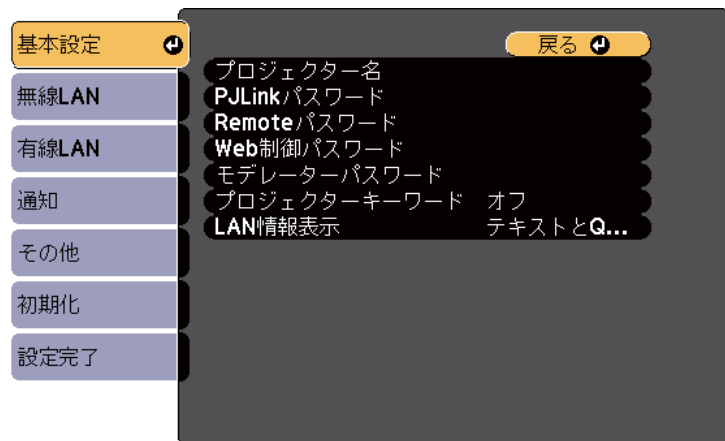 基本設定
無線LAN
有線LAN
通知
その他
初期化
設定完了
戻る
プロジェクター名
PJLinkパスワード
Remoteパスワード
Web制御パスワード
モデレーターパスワード
プロジェクターキーワード オフ
LAN情報表示 テキストとQ...